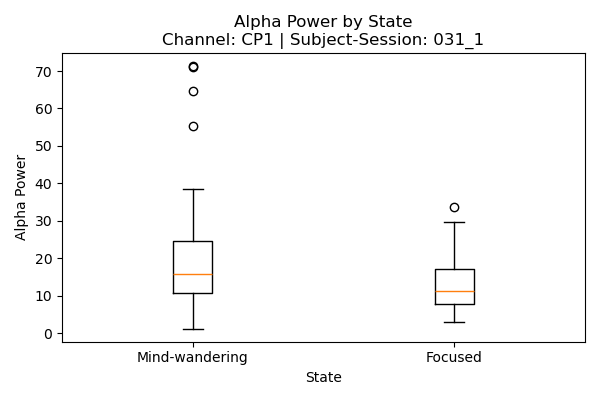 Alpha Power by State
Channel: CP1 | Subject-Session: 031_1
Alpha Power
70
60
50
40
30
20
10
0
Mind-wandering
Focused
State